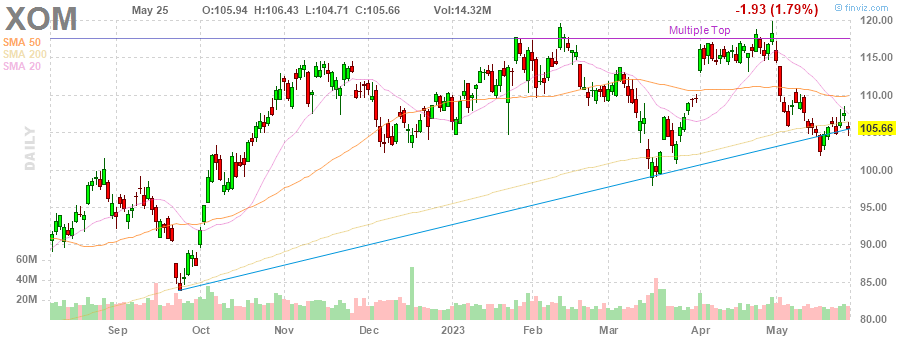 XOM May 25 O:105.94 H:106.43 L:104.71 C:105.66 Vol:14.32M -1.93 (1.79%)
© finviz.com
SMA 50
SMA 200
SMA 20
Multiple Top
DAILY
120.00
115.00
110.00
105.66
100.00
95.00
90.00
85.00
80.00
60M
40M
20M
Sep Oct Nov Dec 2023 Feb Mar Apr May